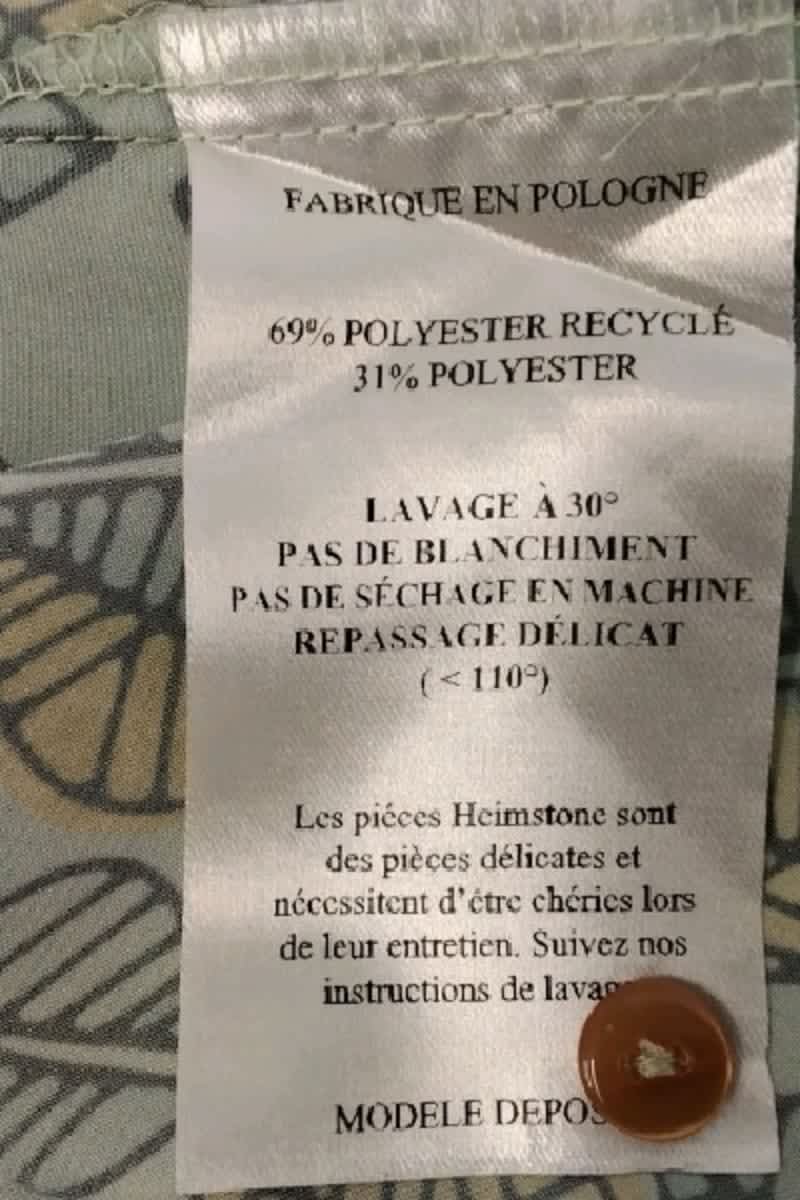 FABRIQUE EN POLOGNE
69% POLYESTER RECYCLÉ
31% POLYESTER
LAVAGE À 30°
PAS DE BLANCHIMENT
PAS DE SÉCHAGE EN MACHINE
REPASSAGE DÉLICAT
( < 110°)
Les pièces Heimstone sont
des pièces délicates et
nécessitent d'être chéries lors
de leur entretien. Suivez nos
instructions de
MODELE